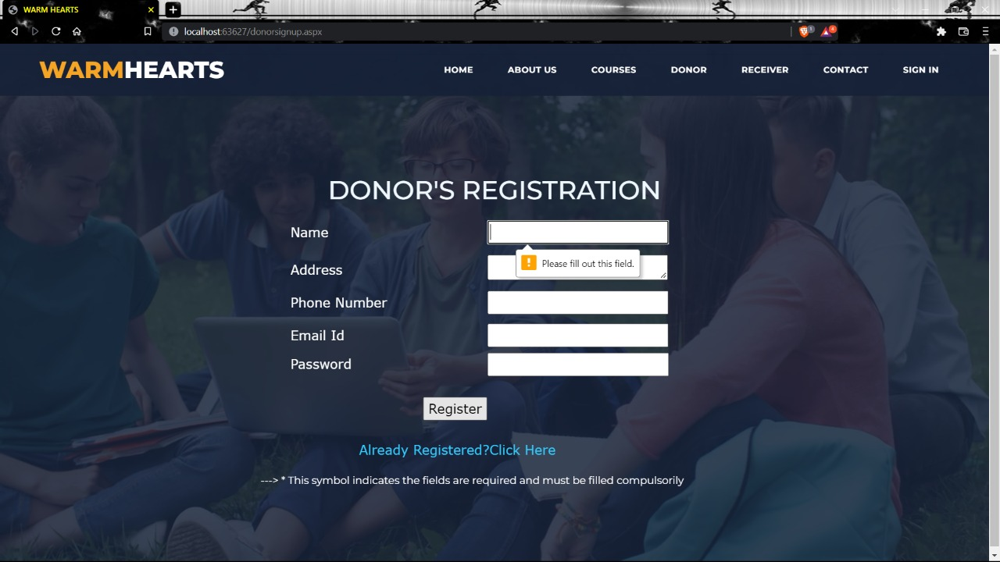 WARM HEARTS
localhost:63627/donorsignup.aspx
1
4
WARMHEARTS HOME ABOUT US COURSES DONOR RECEIVER CONTACT SIGN IN
DONOR'S REGISTRATION
Name
Please fill out this field.
Address
Phone Number
Email Id
Password
Register
Already Registered?Click Here
---> * This symbol indicates the fields are required and must be filled compulsorily